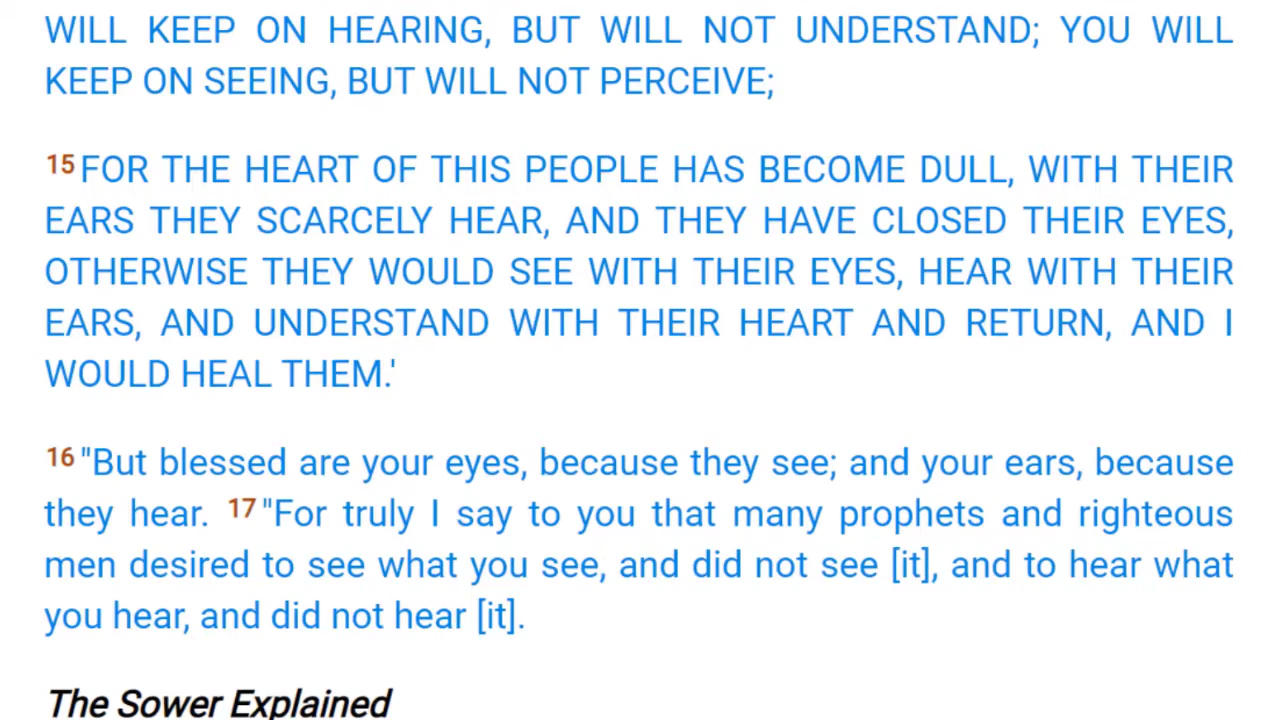 WILL KEEP ON HEARING, BUT WILL NOT UNDERSTAND; YOU WILL
KEEP ON SEEING, BUT WILL NOT PERCEIVE;
15 FOR THE HEART OF THIS PEOPLE HAS BECOME DULL, WITH THEIR
EARS THEY SCARCELY HEAR, AND THEY HAVE CLOSED THEIR EYES,
OTHERWISE THEY WOULD SEE WITH THEIR EYES, HEAR WITH THEIR
EARS, AND UNDERSTAND WITH THEIR HEART AND RETURN, AND I
WOULD HEAL THEM.'
16 "But blessed are your eyes, because they see; and your ears, because
they hear. 17 "For truly I say to you that many prophets and righteous
men desired to see what you see, and did not see [it], and to hear what
you hear, and did not hear [it].
The Sower Explained